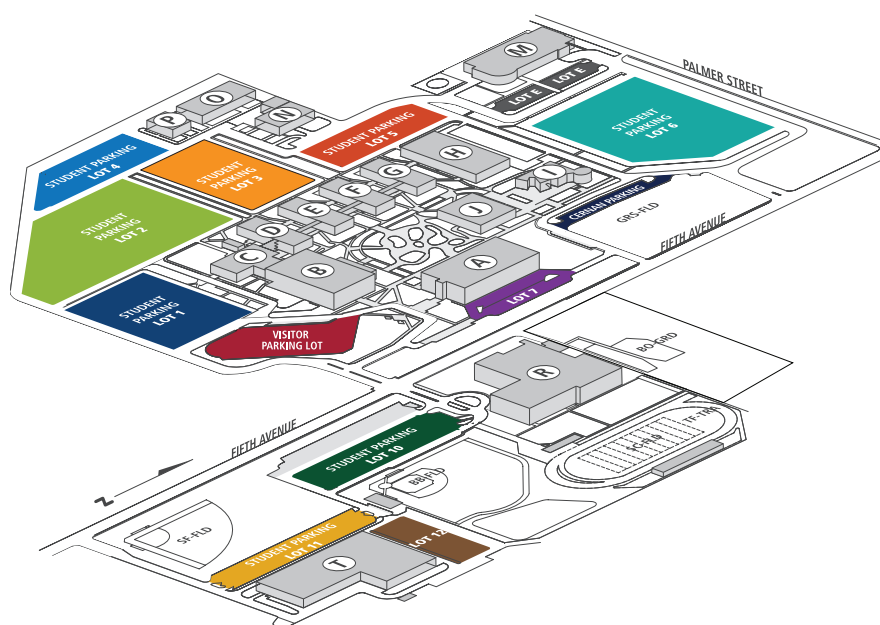 M
PALMER STREET
LOT E
LOT E
O
P
N
STUDENT PARKING
LOT 5
STUDENT
PARKING
LOT 6
STUDENT PARKING
LOT 4
STUDENT
PARKING
LOT 3
H
G
F
I
E
J
D
C
B
A
CERNAN PARKING
GRS-FLD
FIFTH AVENUE
STUDENT
PARKING
LOT 2
STUDENT
PARKING
LOT 1
LOT 7
VISITOR
PARKING LOT
BO-GRD
R
TF-TRK
SC-FLD
FIFTH AVENUE
STUDENT PARKING
LOT 10
BB-FLD
N
SF-FLD
STUDENT PARKING
LOT 11
LOT 12
T